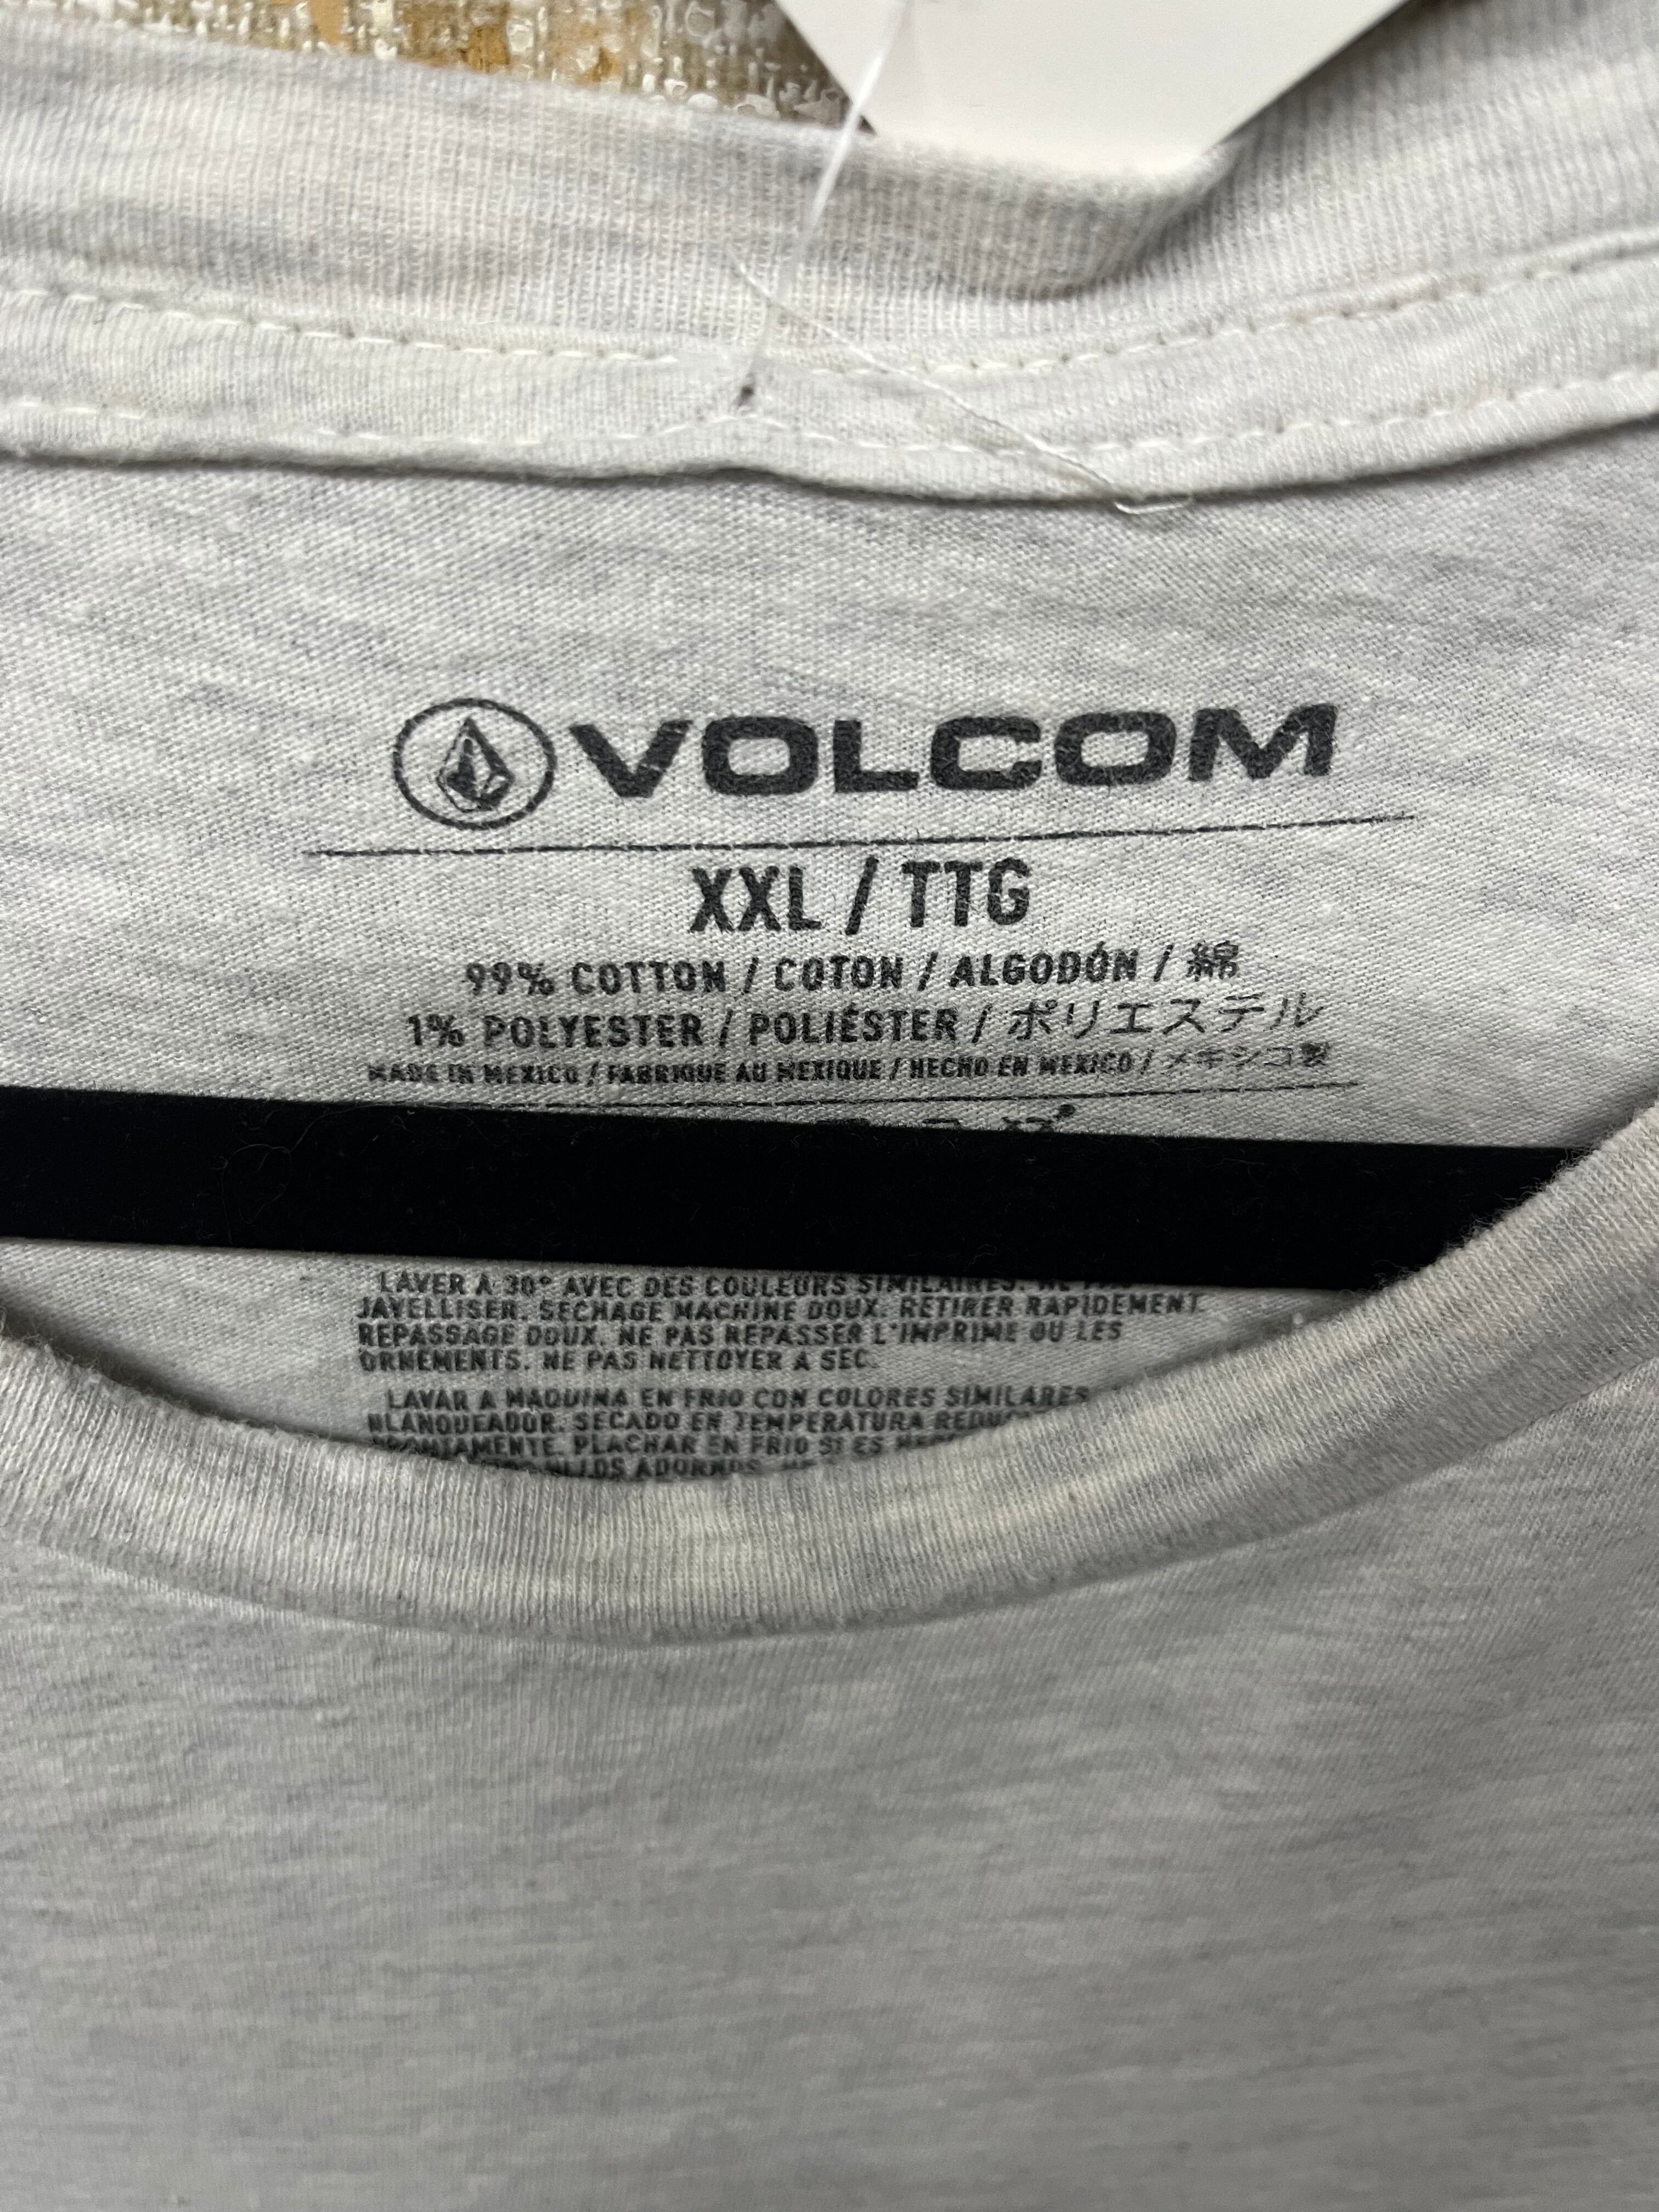 VOLCOM
XXL / TTG
99% COTTON / COTON / ALGODÓN / 綿
1% POLYESTER / POLIÉSTER / ポリエステル
MADE IN MEXICO / FABRIQUE AU MEXIQUE / HECHO EN MEXICO / メキシコ製
LAVER A 30° AVEC DES COULEURS SIMILAIRES. NE PAS
JAVELLISER. SECHAGE MACHINE DOUX. RETIRER RAPIDEMENT.
REPASSAGE DOUX. NE PAS REPASSER L'IMPRIME OU LES
ORNEMENTS. NE PAS NETTOYER A SEC.
LAVAR A MAQUINA EN FRIO CON COLORES SIMILARES
BLANQUEADOR. SECADO EN TEMPERATURA
PLACHAR EN FRIO SI ES
LOS ADORNOS.